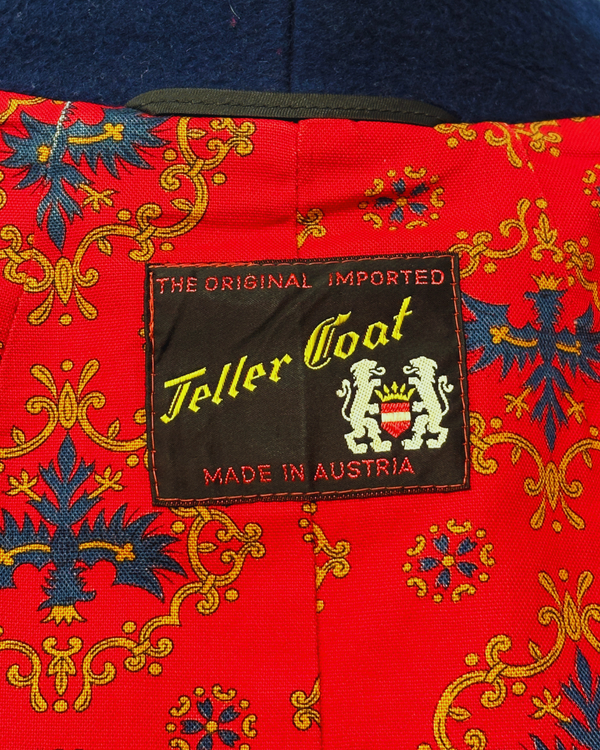 THE ORIGINAL IMPORTED
Teller Coat
MADE IN AUSTRIA